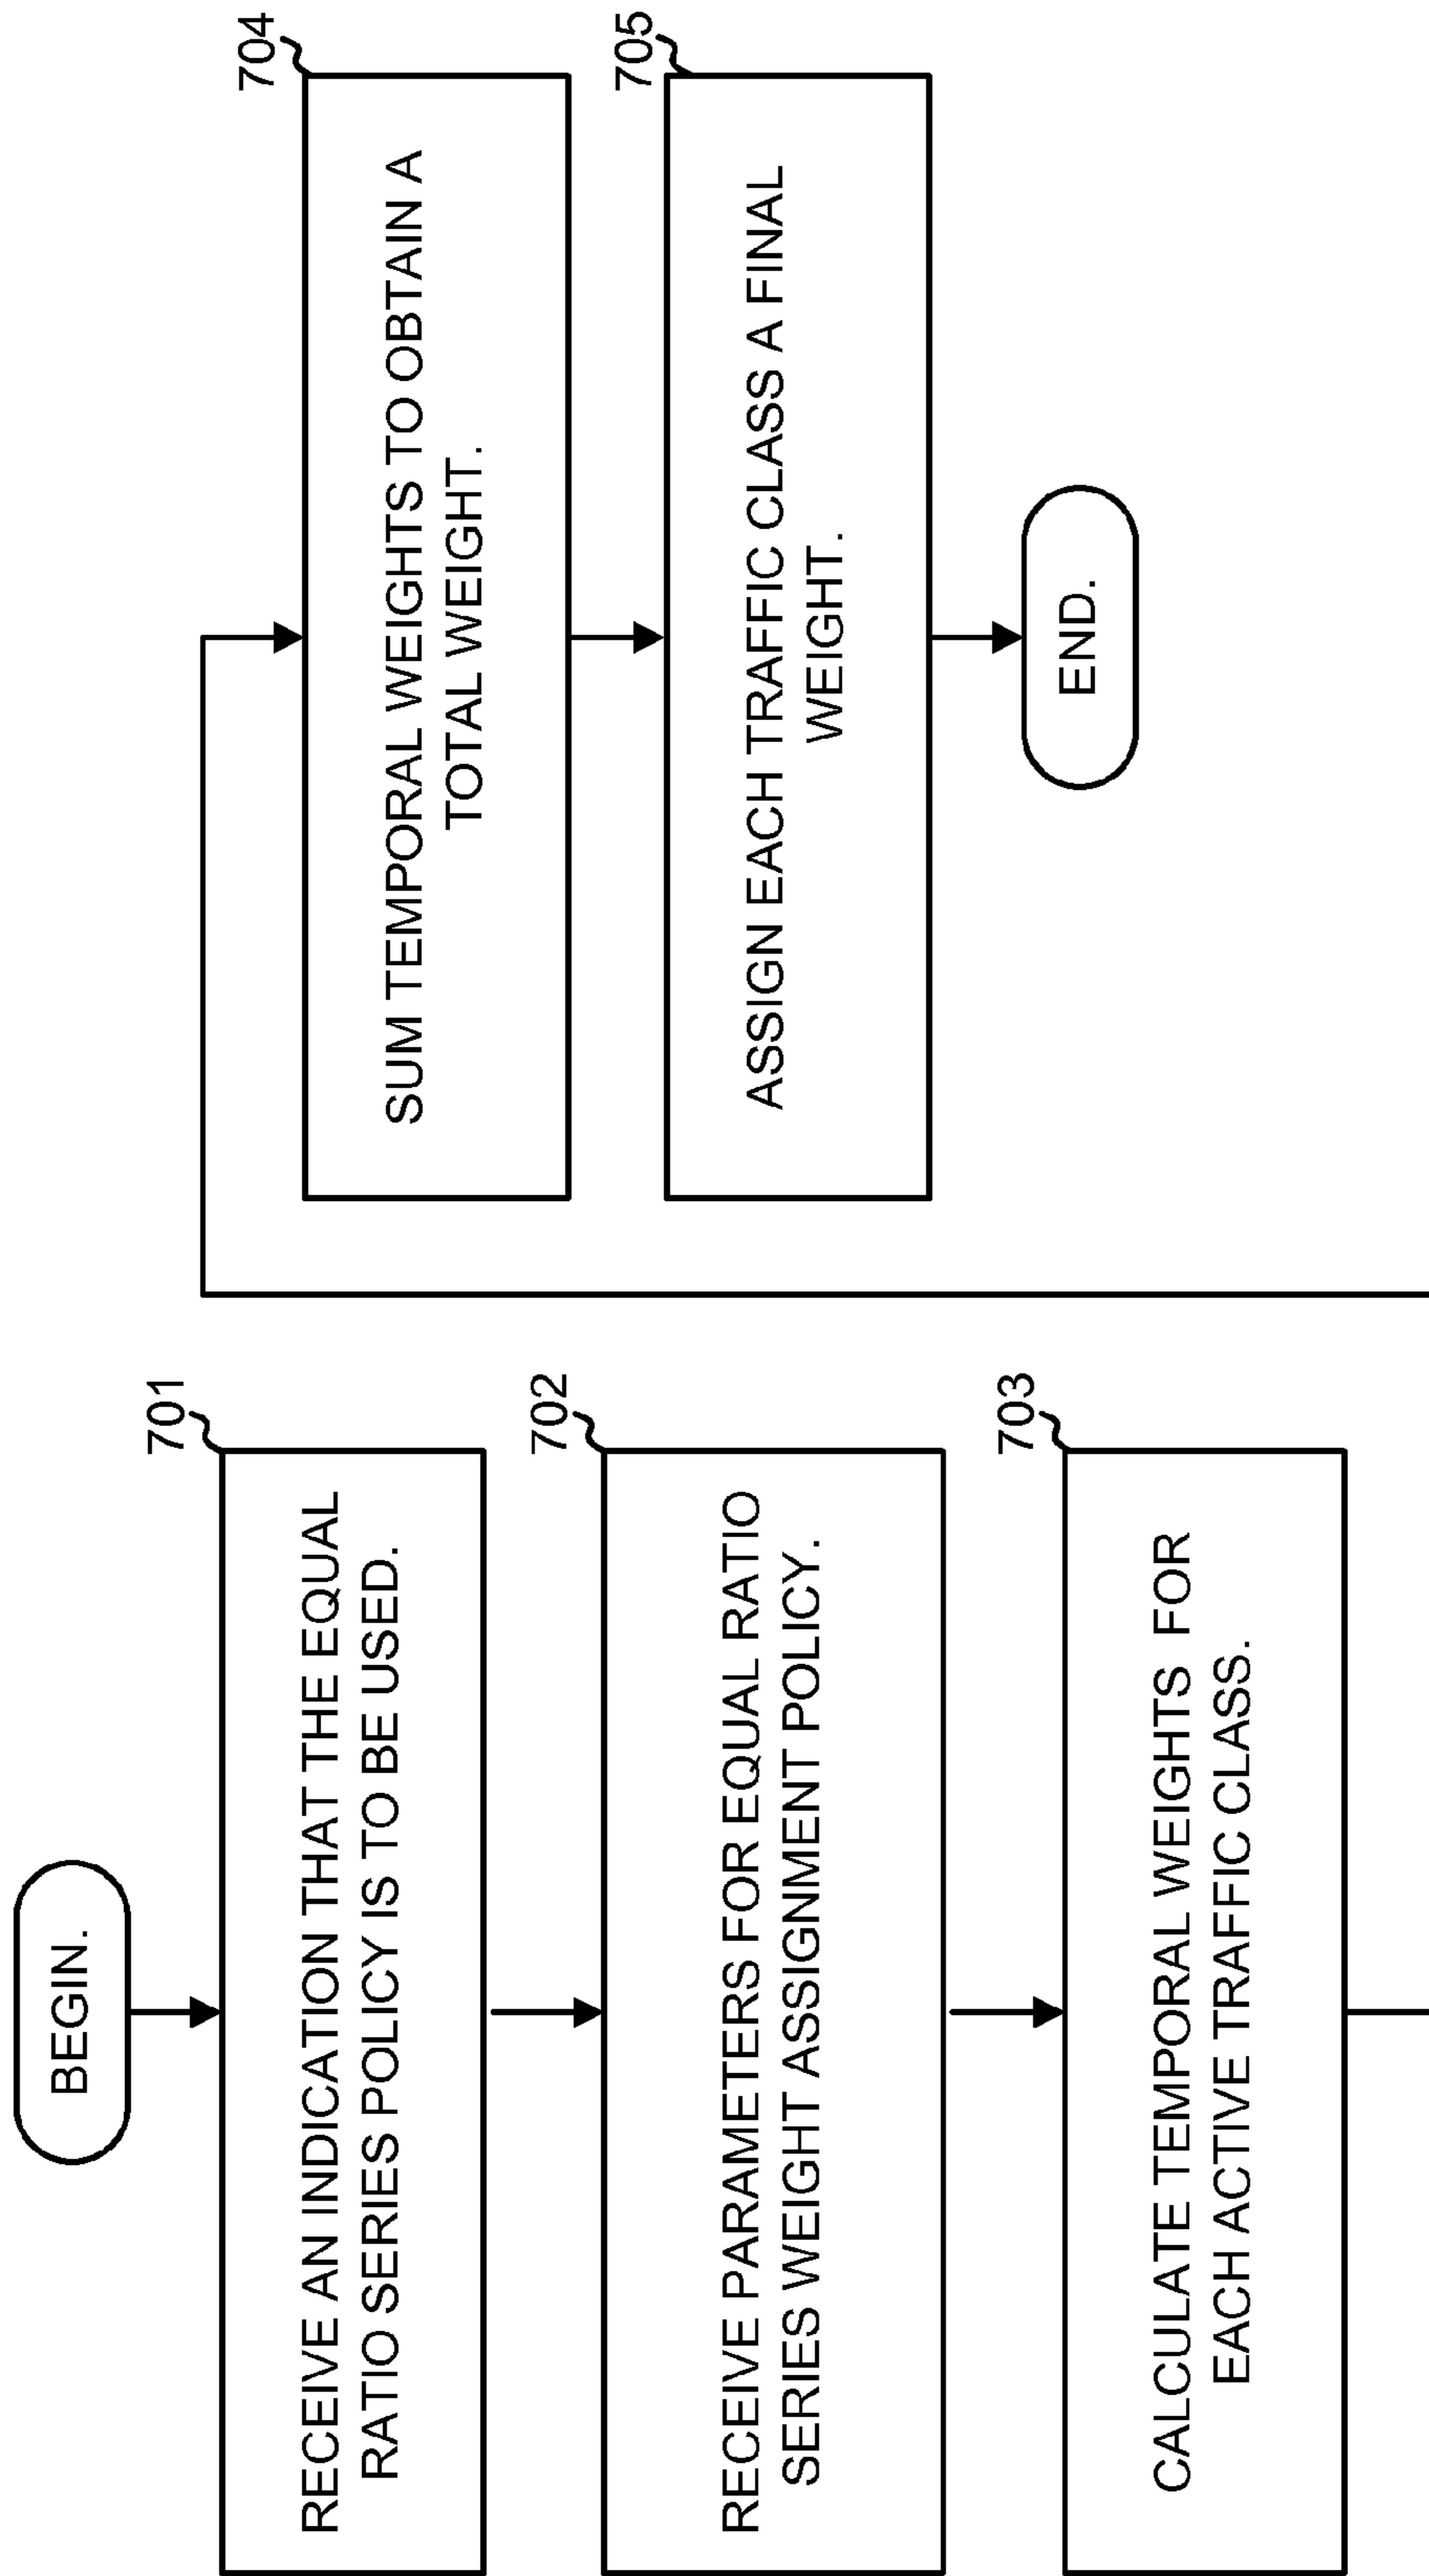 BEGIN.
701
RECEIVE AN INDICATION THAT THE EQUAL
RATIO SERIES POLICY IS TO BE USED.
702
RECEIVE PARAMETERS FOR EQUAL RATIO
SERIES WEIGHT ASSIGNMENT POLICY.
703
CALCULATE TEMPORAL WEIGHTS FOR
EACH ACTIVE TRAFFIC CLASS.
704
SUM TEMPORAL WEIGHTS TO OBTAIN A
TOTAL WEIGHT.
705
ASSIGN EACH TRAFFIC CLASS A FINAL
WEIGHT.
END.